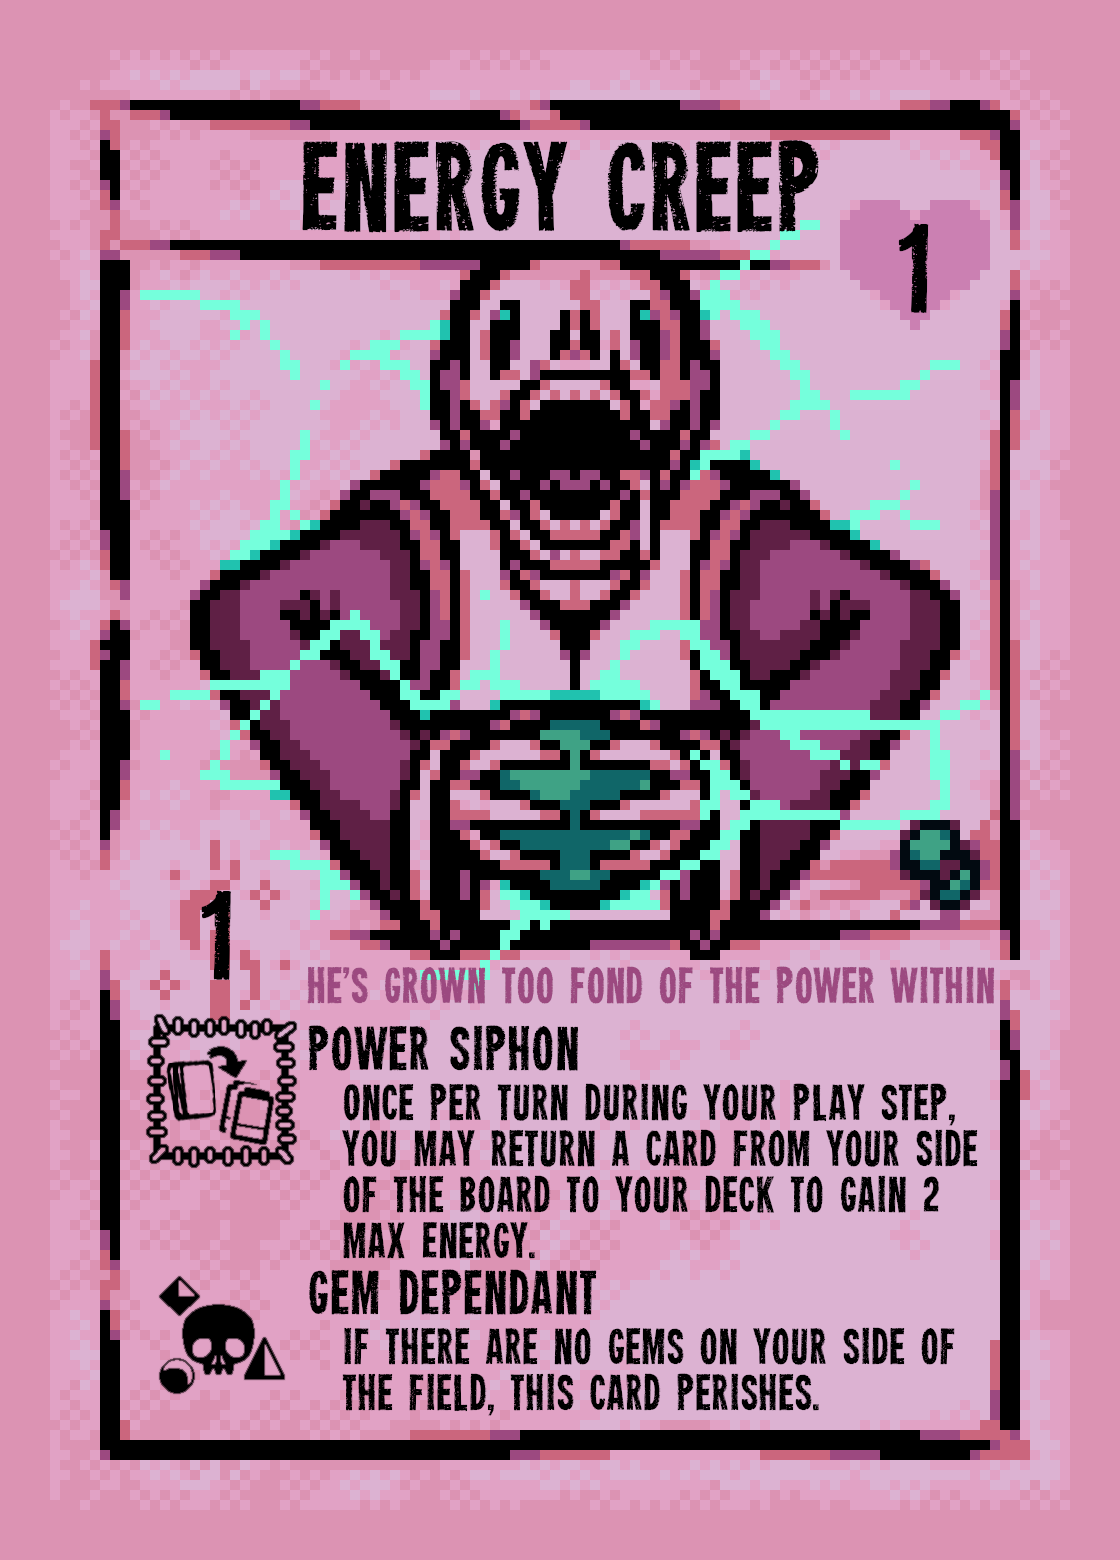 ENERGY CREEP
1
1
HE'S GROWN TOO FOND OF THE POWER WITHIN
POWER SIPHON
ONCE PER TURN DURING YOUR PLAY STEP,
YOU MAY RETURN A CARD FROM YOUR SIDE
OF THE BOARD TO YOUR DECK TO GAIN 2
MAX ENERGY.
GEM DEPENDANT
IF THERE ARE NO GEMS ON YOUR SIDE OF
THE FIELD, THIS CARD PERISHES.